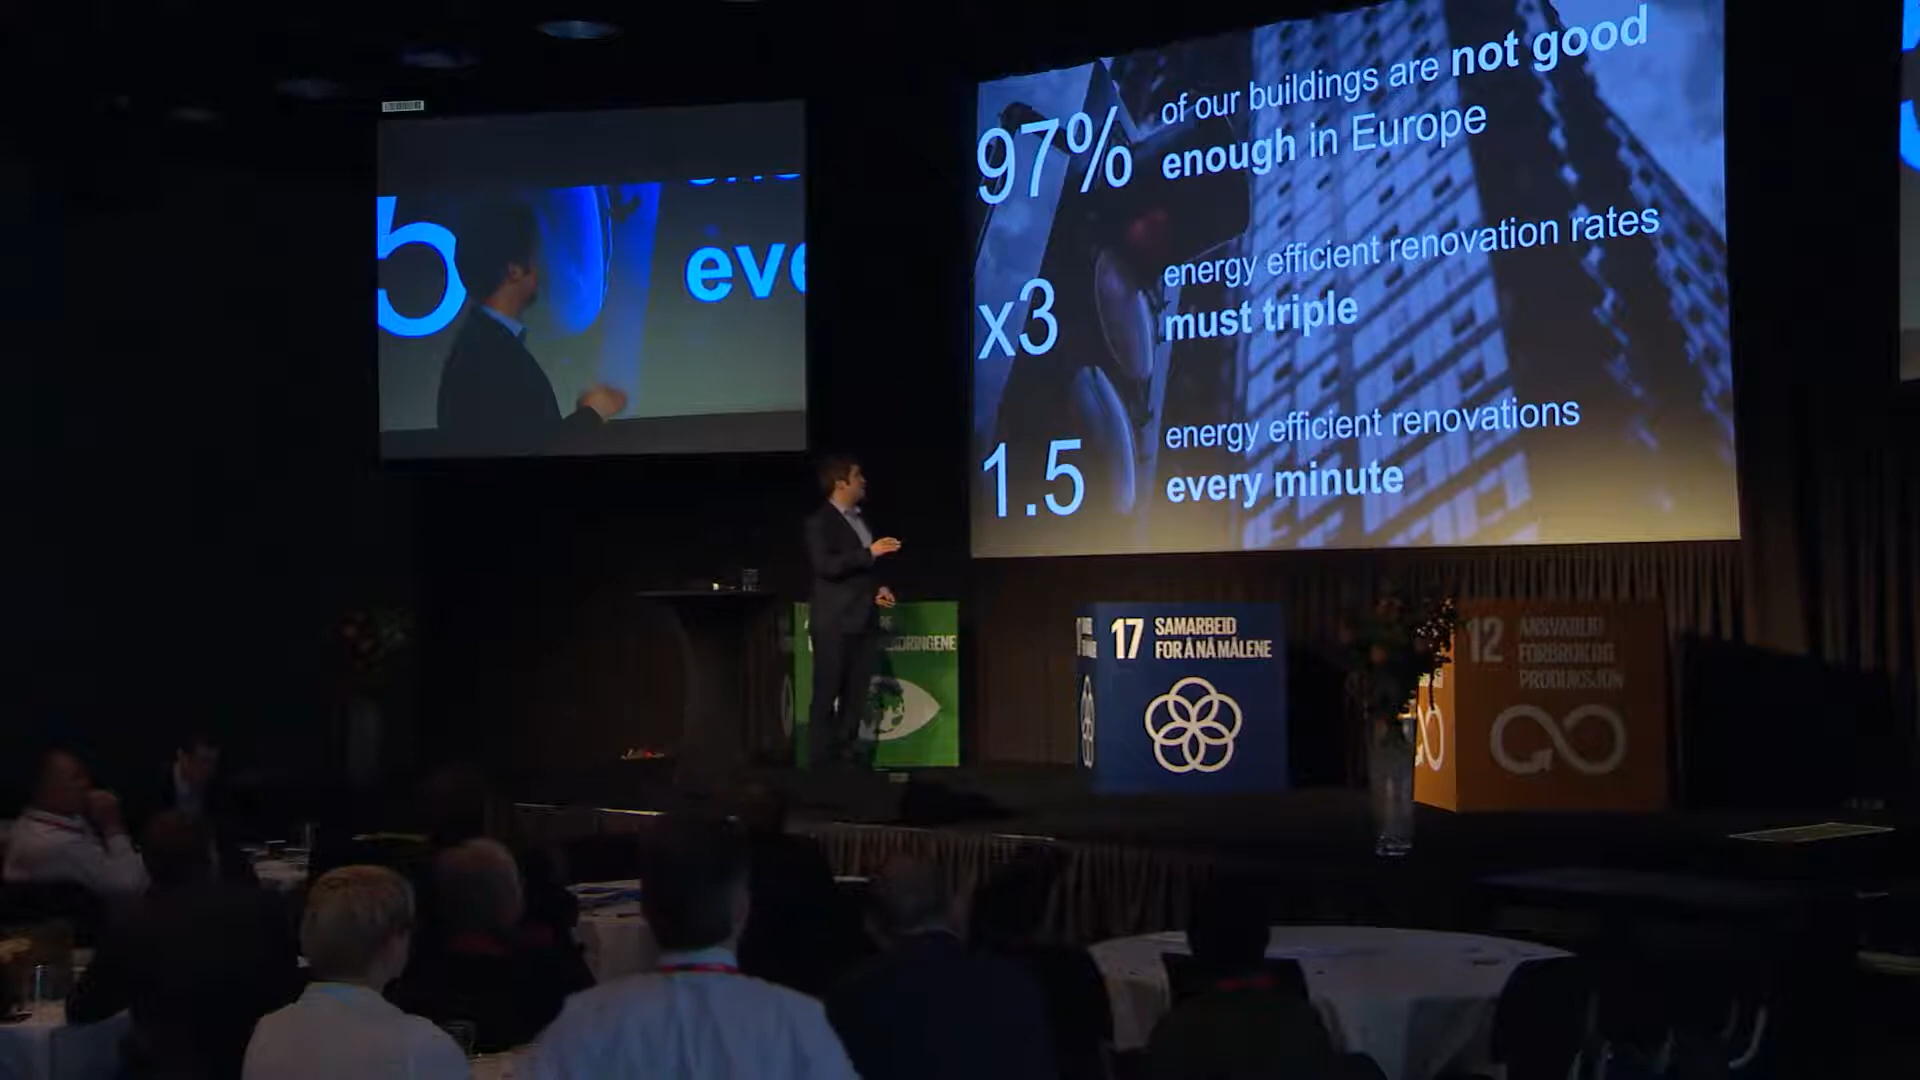 97%
of our buildings are not good
enough in Europe
x3
energy efficient renovation rates
must triple
1.5
energy efficient renovations
every minute
5
eve
17
SAMARBEID
FOR Å NÅ MÅLENE
12
ANSVARLIG
FORBRUK OG
PRODUKSJON